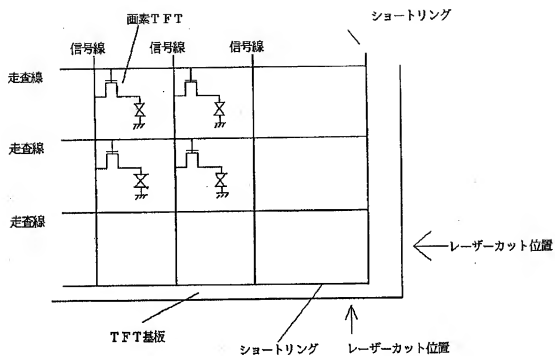 ショートリング
画素ＴＦＴ
信号線
信号線
信号線
走査線
走査線
走査線
レーザーカット位置
ＴＦＴ基板
ショートリング
レーザーカット位置